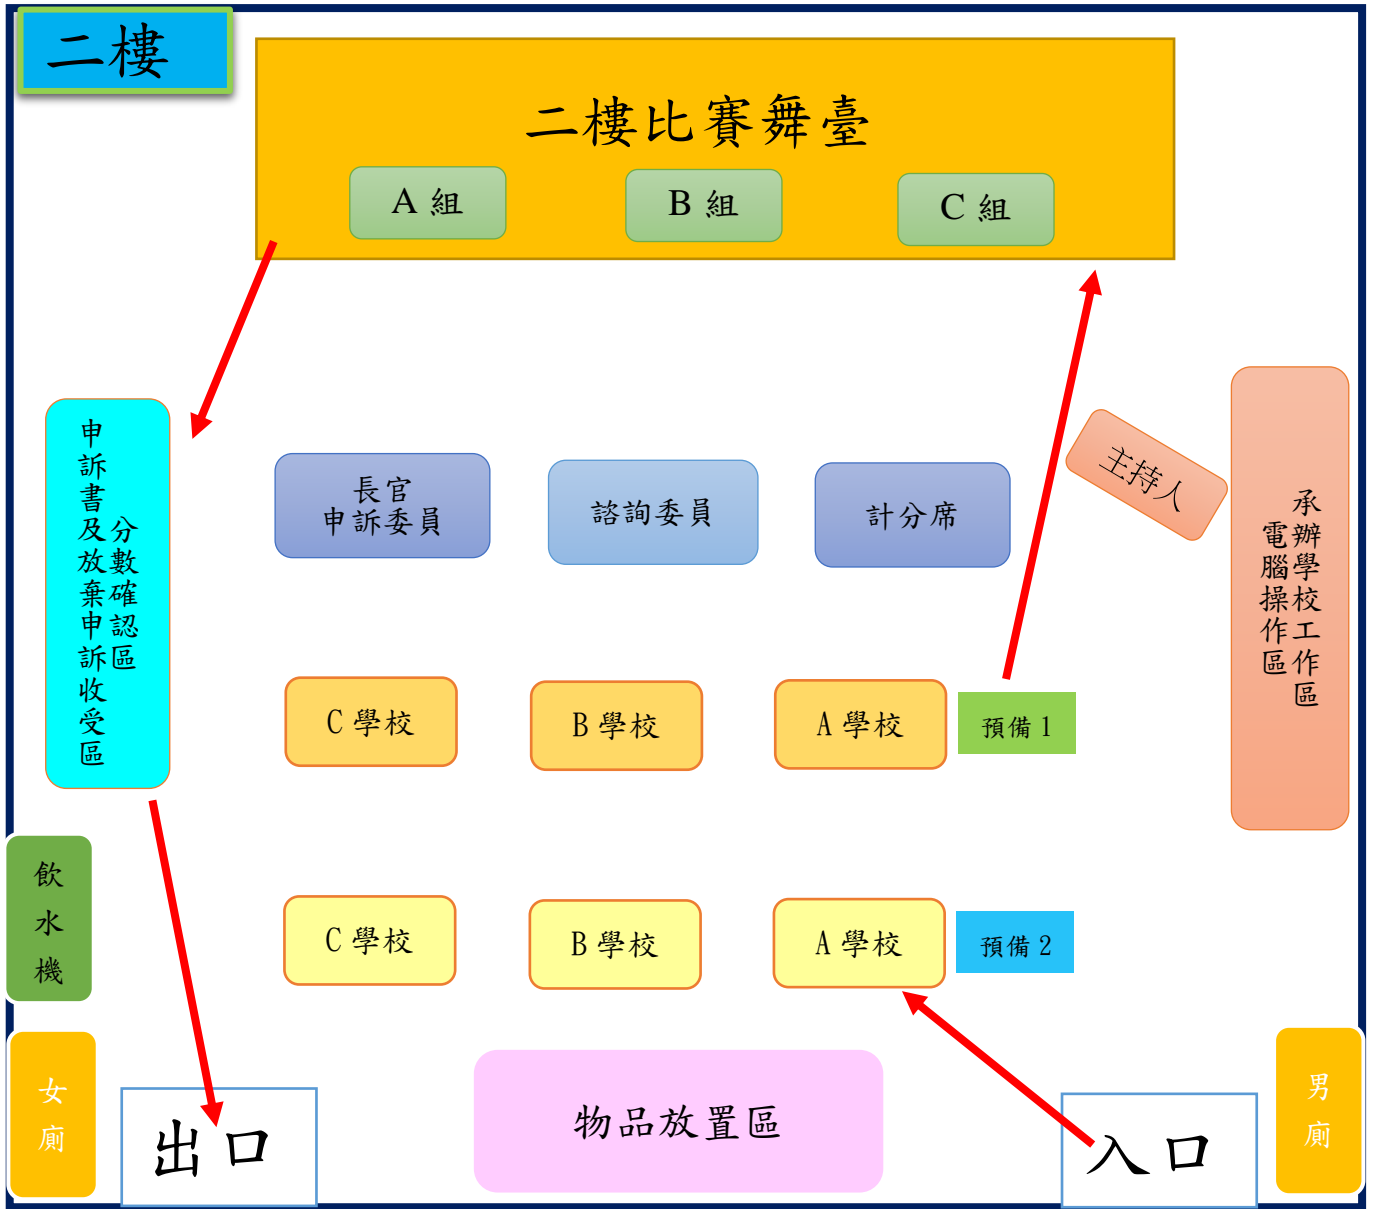 二樓
二樓比賽舞臺
A 組
B 組
C 組
申訴書及放棄申訴收受區
分數確認區
長官
申訴委員
諮詢委員
計分席
主持人
承辦學校工作區
電腦操作區
C 學校
B 學校
A 學校
預備 1
飲水機
C 學校
B 學校
A 學校
預備 2
女廁
出口
物品放置區
入口
男廁